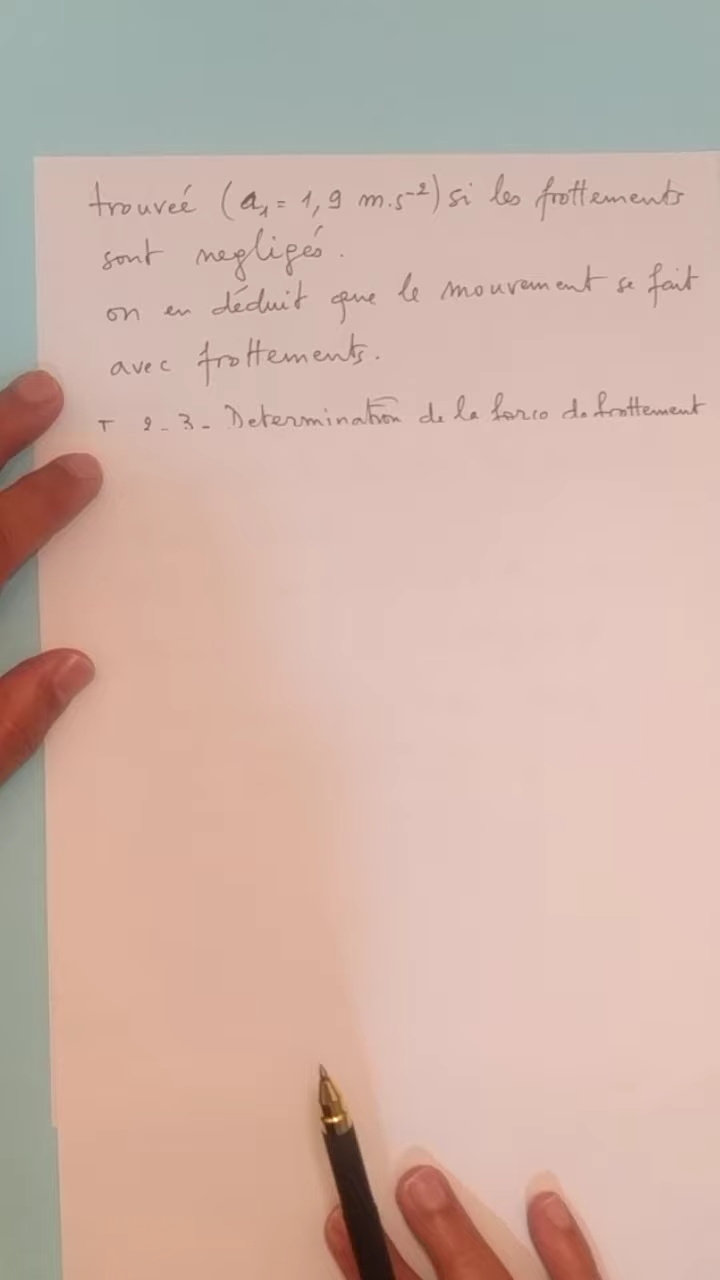 trouveé (a₁ = 1,9 m.s⁻²) si les frottements
sont negligés.
on en déduit que le mouvement se fait
avec frottements.
I 2-3- Determination de la force de frottement